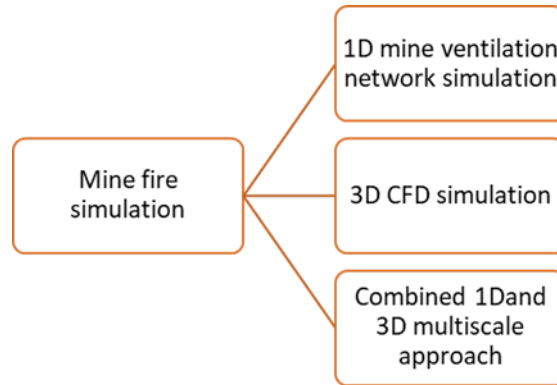 Mine fire
simulation
1D mine ventilation
network simulation
3D CFD simulation
Combined 1Dand
3D multiscale
approach